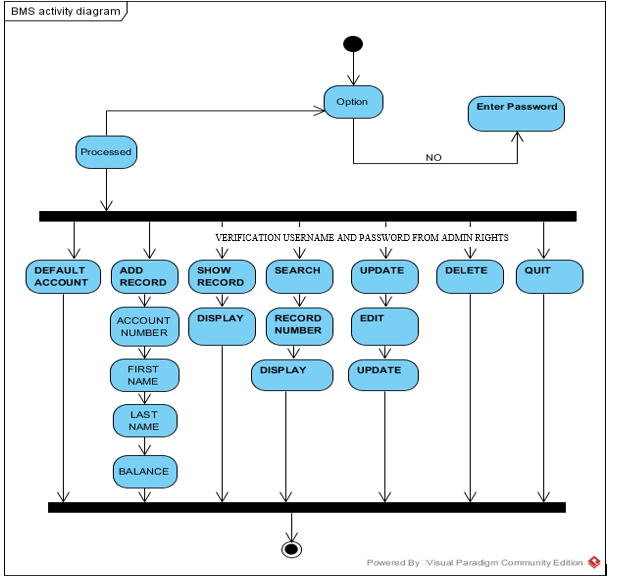 BMS activity diagram
Option
Enter Password
Processed
NO
VERIFICATION USERNAME AND PASSWORD FROM ADMIN RIGHTS
DEFAULT
ACCOUNT
ADD
RECORD
SHOW
RECORD
SEARCH
UPDATE
DELETE
QUIT
ACCOUNT
NUMBER
DISPLAY
RECORD
NUMBER
EDIT
FIRST
NAME
DISPLAY
UPDATE
LAST
NAME
BALANCE
Powered By Visual Paradigm Community Edition